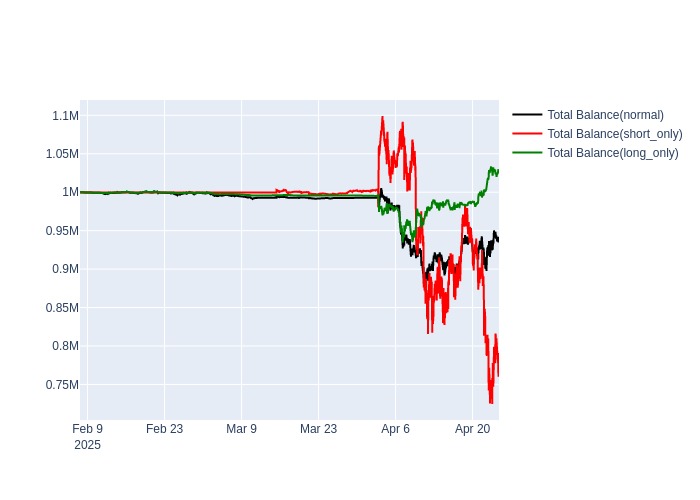 1.1M
1.05M
1M
0.95M
0.9M
0.85M
0.8M
0.75M
Feb 9
2025
Feb 23
Mar 9
Mar 23
Apr 6
Apr 20
Total Balance(normal)
Total Balance(short_only)
Total Balance(long_only)